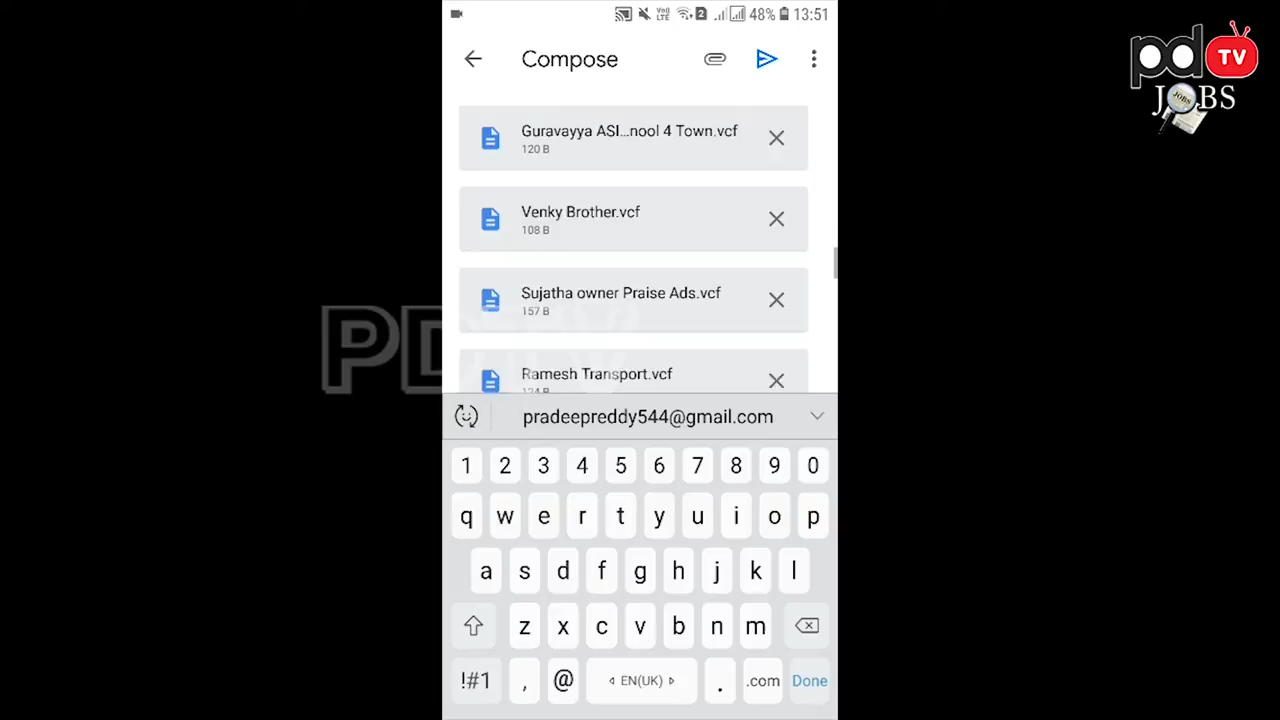 48% 13:51
Compose
pd TV
JOBS
Guravayya ASI...nool 4 Town.vcf
120 B
Venky Brother.vcf
108 B
Sujatha owner Praise Ads.vcf
157 B
Ramesh Transport.vcf
124 B
pradeepreddy544@gmail.com
1 2 3 4 5 6 7 8 9 0
q w e r t y u i o p
a s d f g h j k l
z x c v b n m
!#1 , @ EN(UK) . .com Done